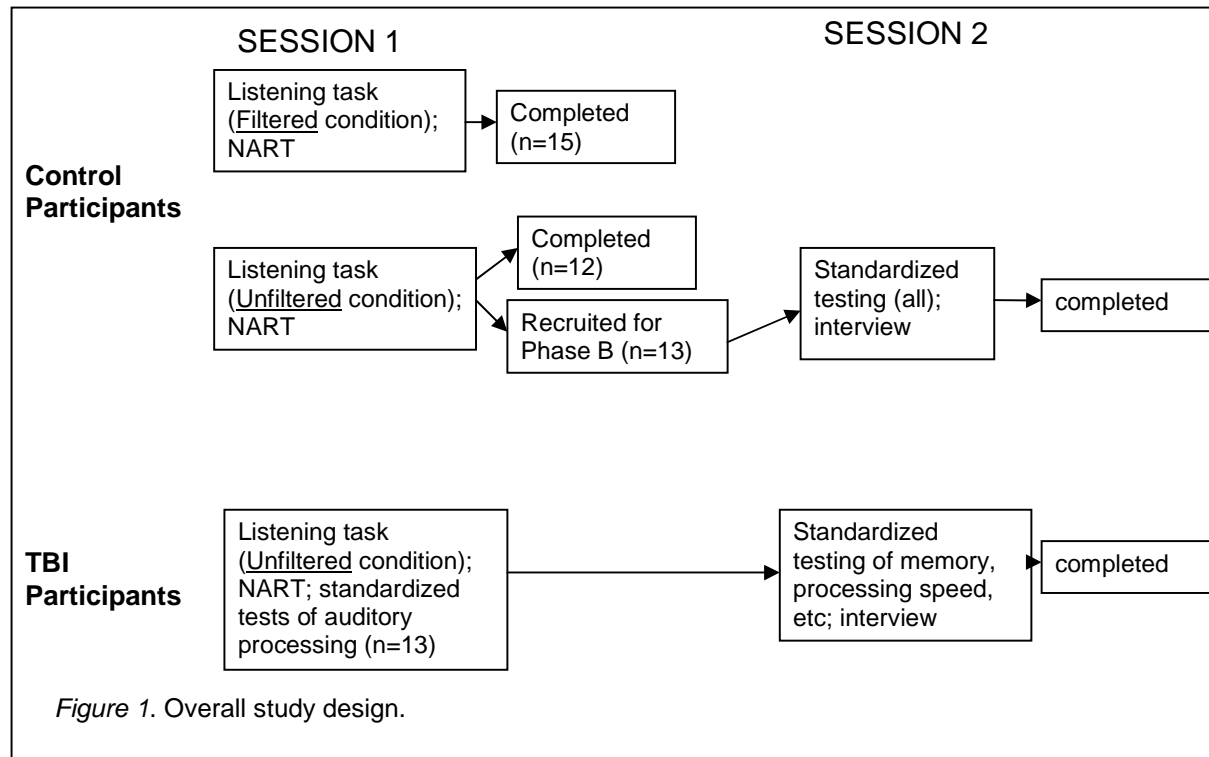 SESSION 1
SESSION 2
Control
Participants
Listening task
(Filtered condition);
NART
Completed
(n=15)
Listening task
(Unfiltered condition);
NART
Completed
(n=12)
Recruited for
Phase B (n=13)
Standardized
testing (all);
interview
completed
TBI
Participants
Listening task
(Unfiltered condition);
NART; standardized
tests of auditory
processing (n=13)
Standardized
testing of memory,
processing speed,
etc; interview
completed
Figure 1. Overall study design.